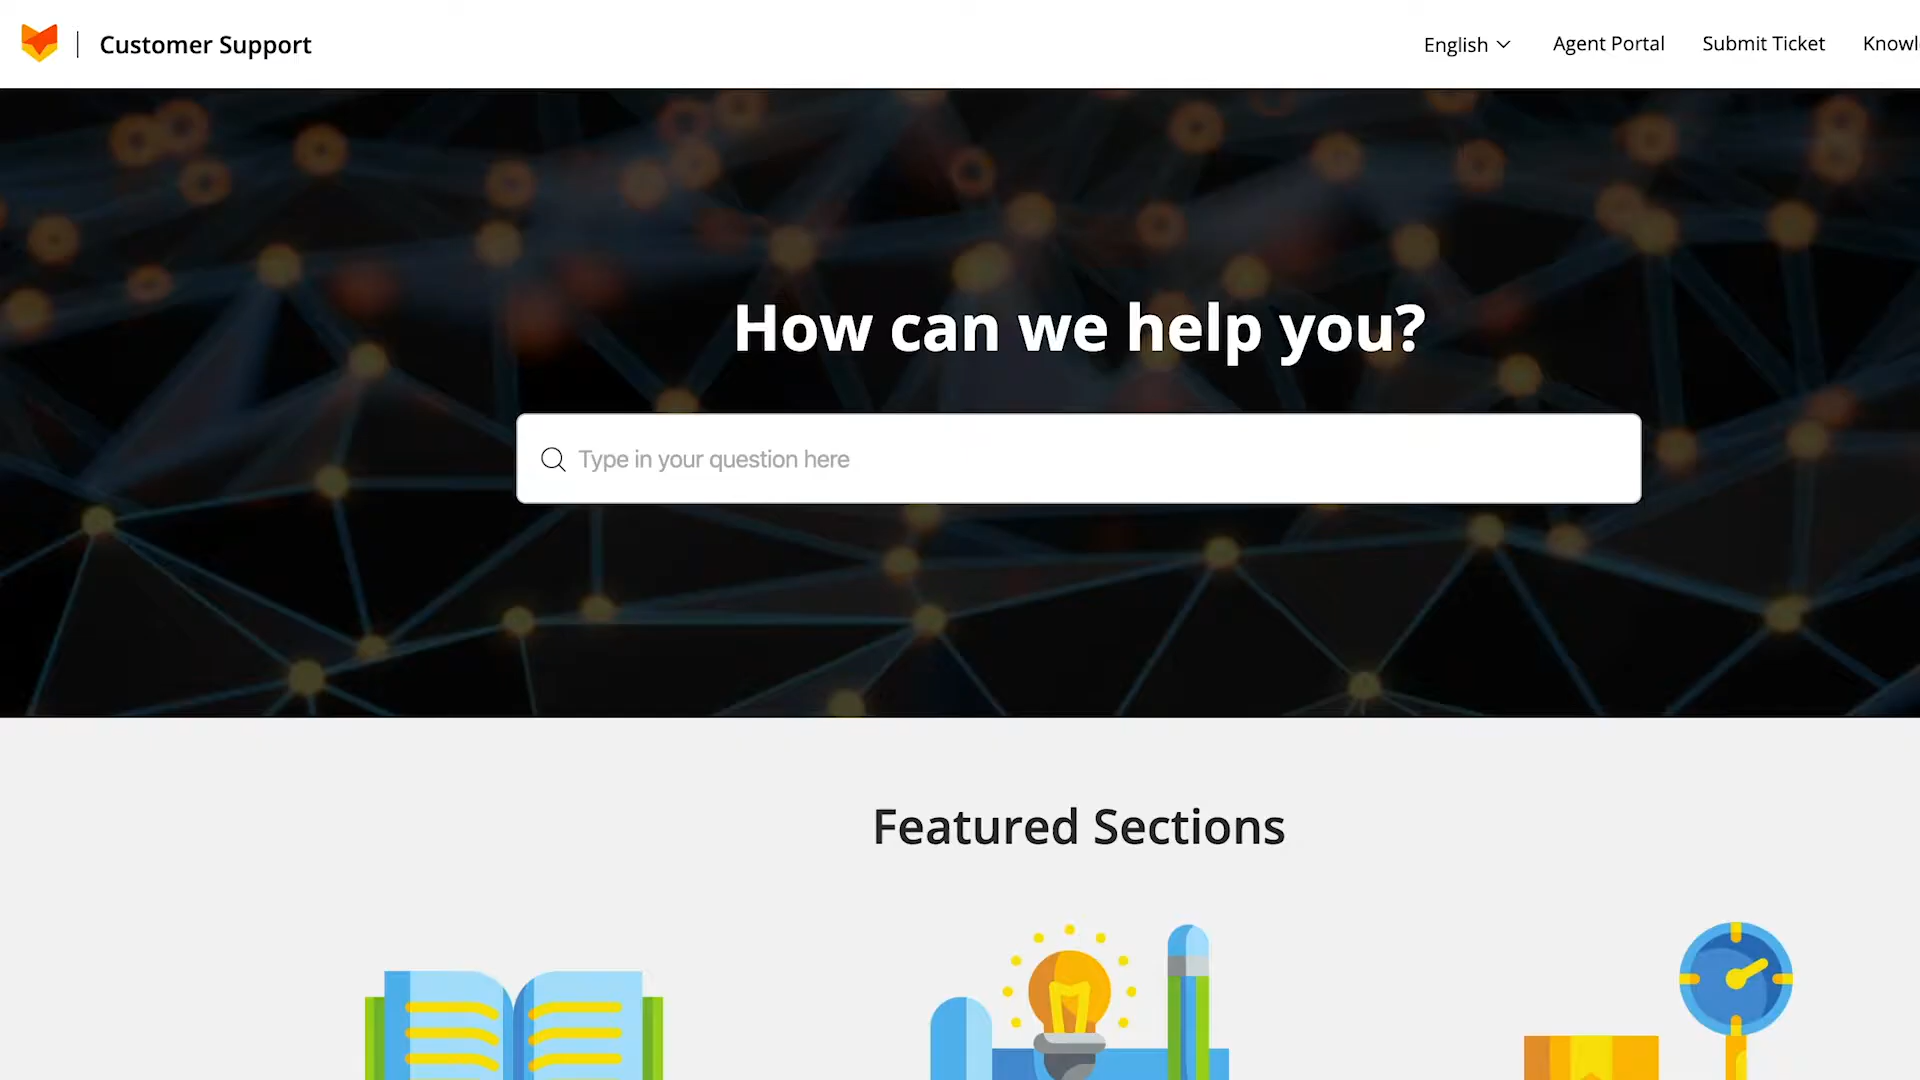 Customer Support
English
Agent Portal
Submit Ticket
Knowl
How can we help you?
Type in your question here
Featured Sections